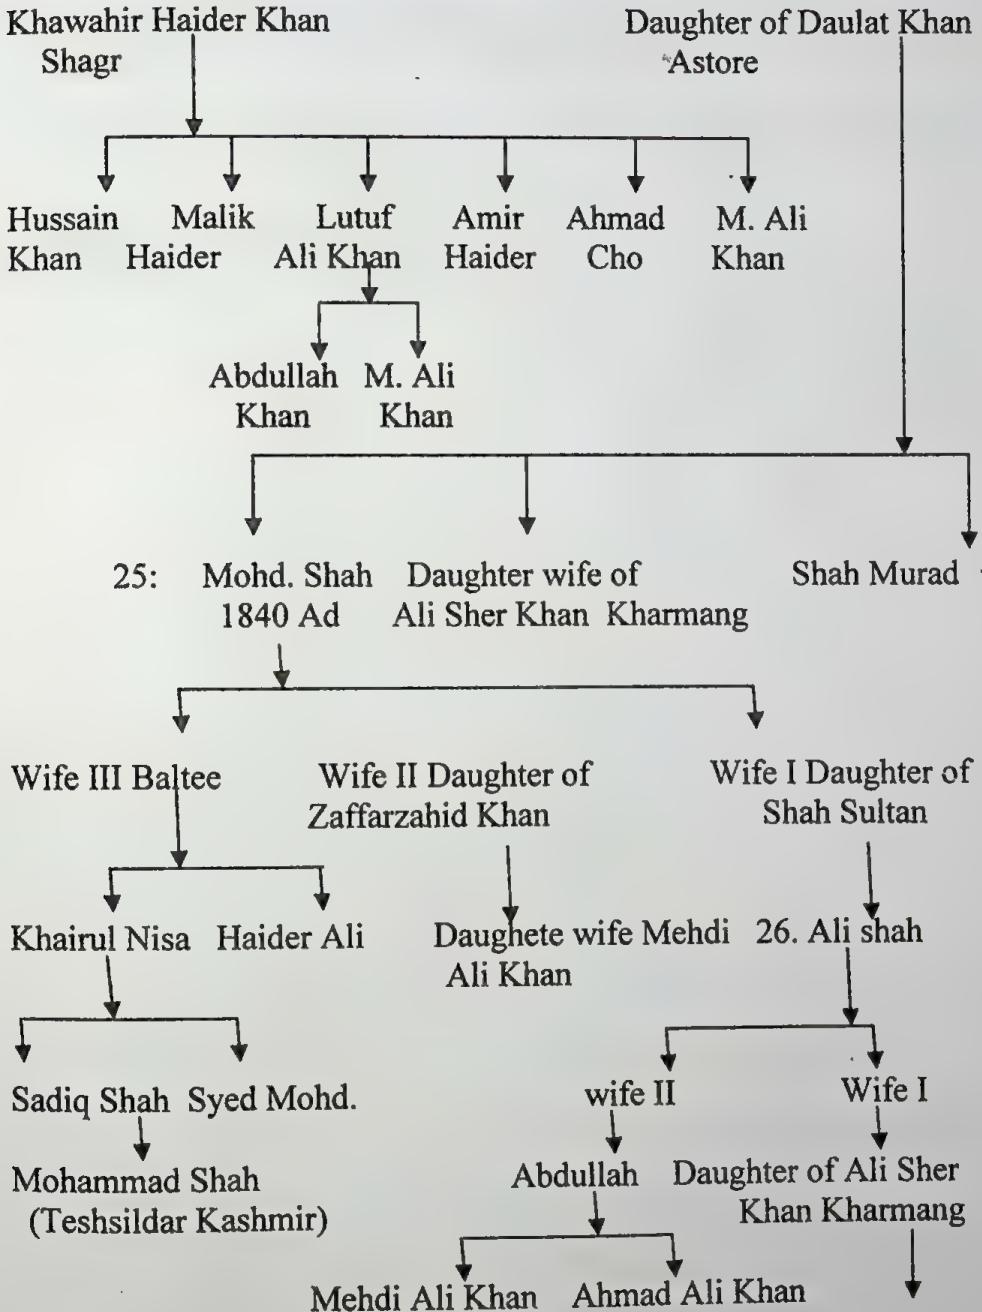 Khawahir Haider Khan Daughter of Daulat Khan
Shagr Astore
Hussain Malik Lutuf Amir Ahmad M. Ali
Khan Haider Ali Khan Haider Cho Khan
Abdullah M. Ali
Khan Khan
25: Mohd. Shah Daughter wife of Shah Murad
1840 Ad Ali Sher Khan Kharmang
Wife III Baltee Wife II Daughter of Wife I Daughter of
Zaffarzahid Khan Shah Sultan
Khairul Nisa Haider Ali Daughete wife Mehdi 26. Ali shah
Ali Khan
Sadiq Shah Syed Mohd. wife II Wife I
Mohammad Shah Abdullah Daughter of Ali Sher
(Teshsildar Kashmir) Khan Kharmang
Mehdi Ali Khan Ahmad Ali Khan